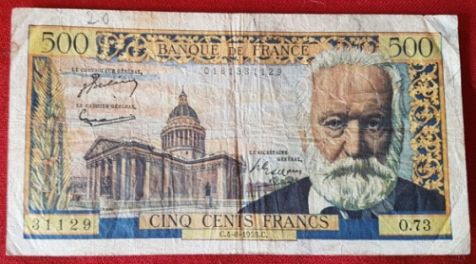 20
500 BANQUE DE FRANCE 500
LE CONTROLEUR GÉNÉRAL,
0181331129
LE CAISSIER GÉNÉRAL,
LE SECRÉTAIRE
GÉNÉRAL,
31129 CINQ CENTS FRANCS O.73